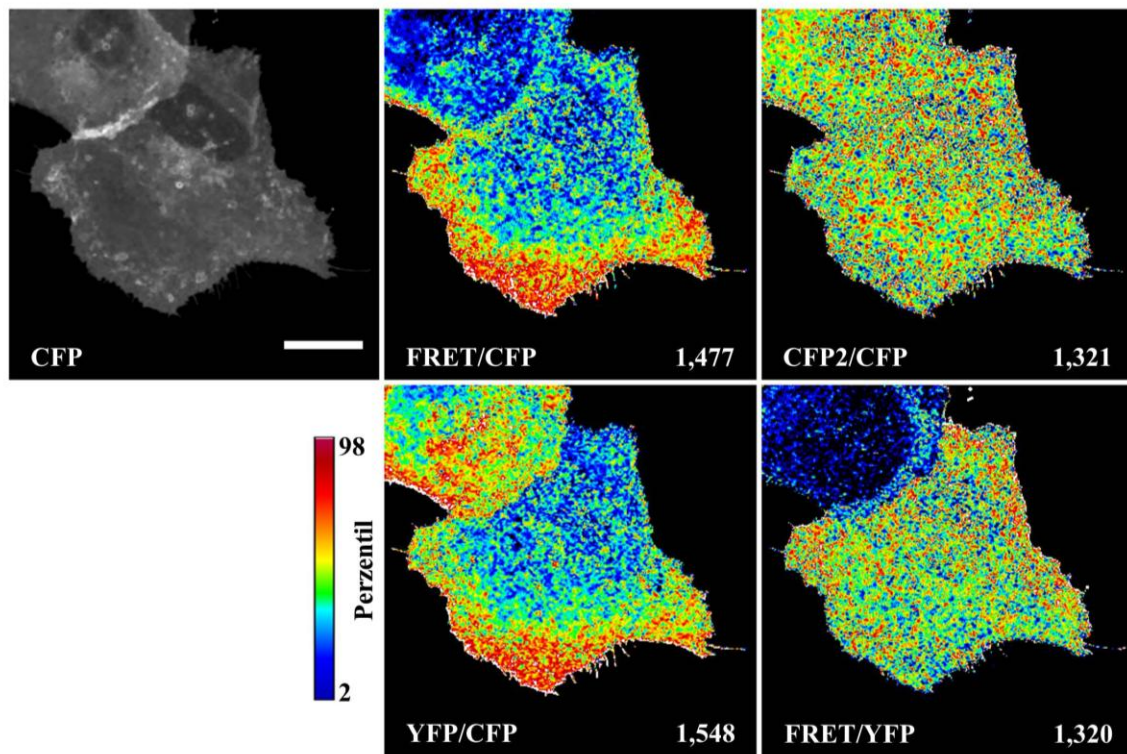 CFP
FRET/CFP 1,477
CFP2/CFP 1,321
98
Perzentil
2
YFP/CFP 1,548
FRET/YFP 1,320